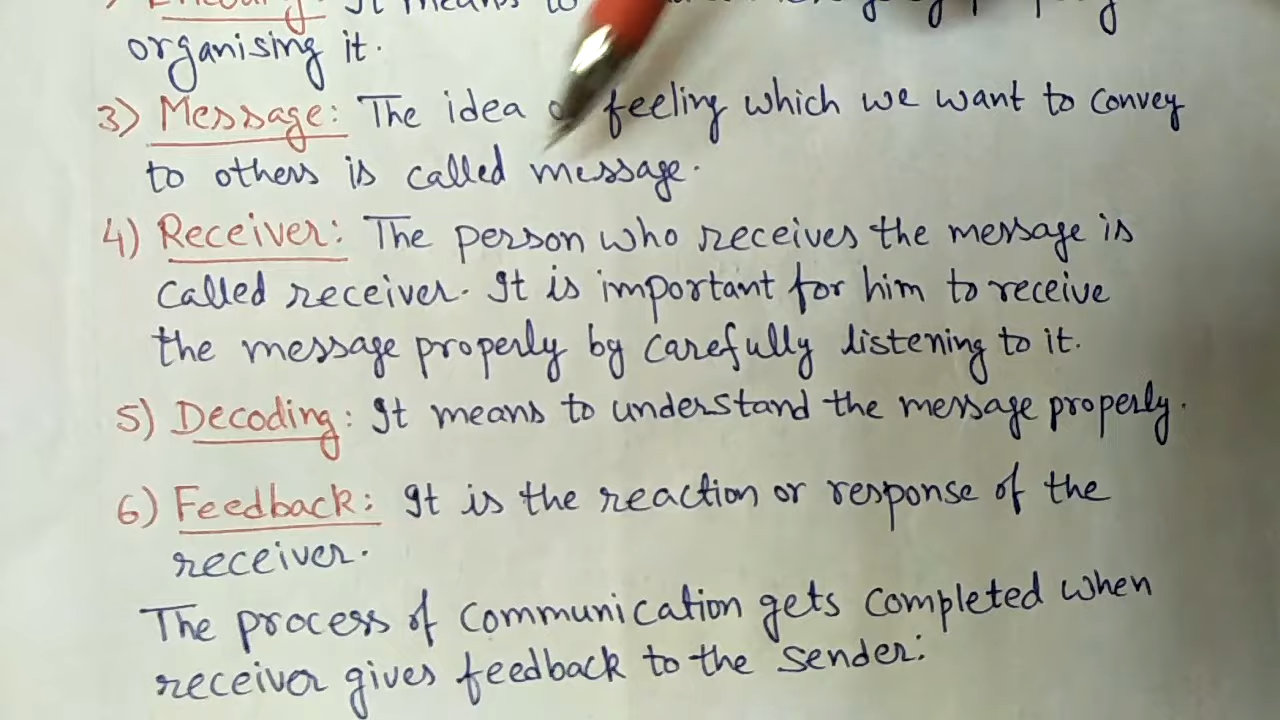 It means to
organising it.
3) Message: The idea feeling which we want to convey
to others is called message.
4) Receiver: The person who receives the message is
called receiver. It is important for him to receive
the message properly by carefully listening to it.
5) Decoding: It means to understand the message properly.
6) Feedback: It is the reaction or response of the
receiver.
The process of communication gets completed when
receiver gives feedback to the sender: